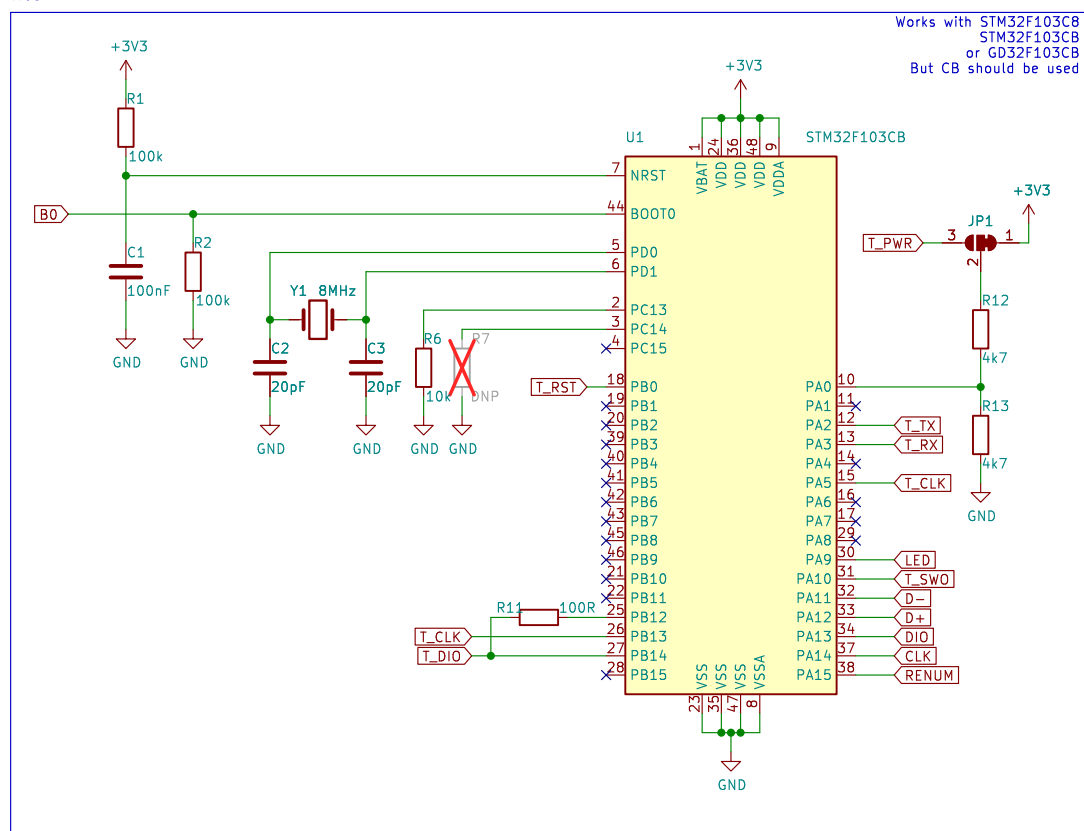 Works with STM32F103C8
STM32F103CB
or GD32F103CB
But CB should be used
+3V3
+3V3
R1
100k
U1
STM32F103CB
1
24
36
48
9
VBAT
VDD
VDD
VDD
VDDA
7
NRST
B0
44
BOOT0
+3V3
JP1
T_PWR
3
1
2
R2
100k
C1
100nF
GND
GND
5
PD0
6
PD1
Y1
8MHz
C2
20pF
C3
20pF
GND
GND
2
PC13
3
PC14
4
PC15
R6
10k
R7
DNP
GND
GND
R12
4k7
T_RST
18
PB0
19
PB1
20
PB2
39
PB3
40
PB4
41
PB5
42
PB6
43
PB7
45
PB8
46
PB9
21
PB10
22
PB11
R11
100R
25
PB12
T_CLK
26
PB13
T_DIO
27
PB14
28
PB15
PA0
10
PA1
11
PA2
12
T_TX
PA3
13
T_RX
PA4
14
PA5
15
T_CLK
PA6
16
PA7
17
PA8
29
PA9
30
LED
PA10
31
T_SWO
PA11
32
D-
PA12
33
D+
PA13
34
DIO
PA14
37
CLK
PA15
38
RENUM
R13
4k7
GND
VSS
VSS
VSS
VSSA
23
35
47
8
GND